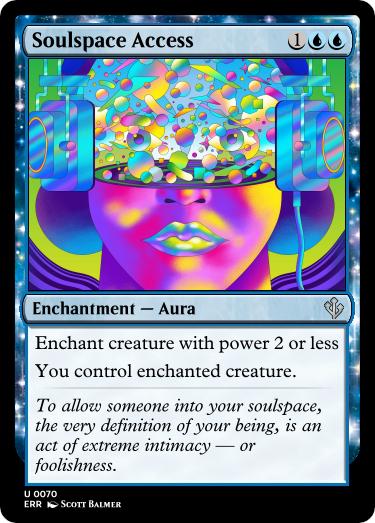 Soulspace Access 1
Enchantment — Aura
Enchant creature with power 2 or less
You control enchanted creature.
To allow someone into your soulspace,
the very definition of your being, is an
act of extreme intimacy — or
foolishness.
U 0070
ERR Scott Balmer